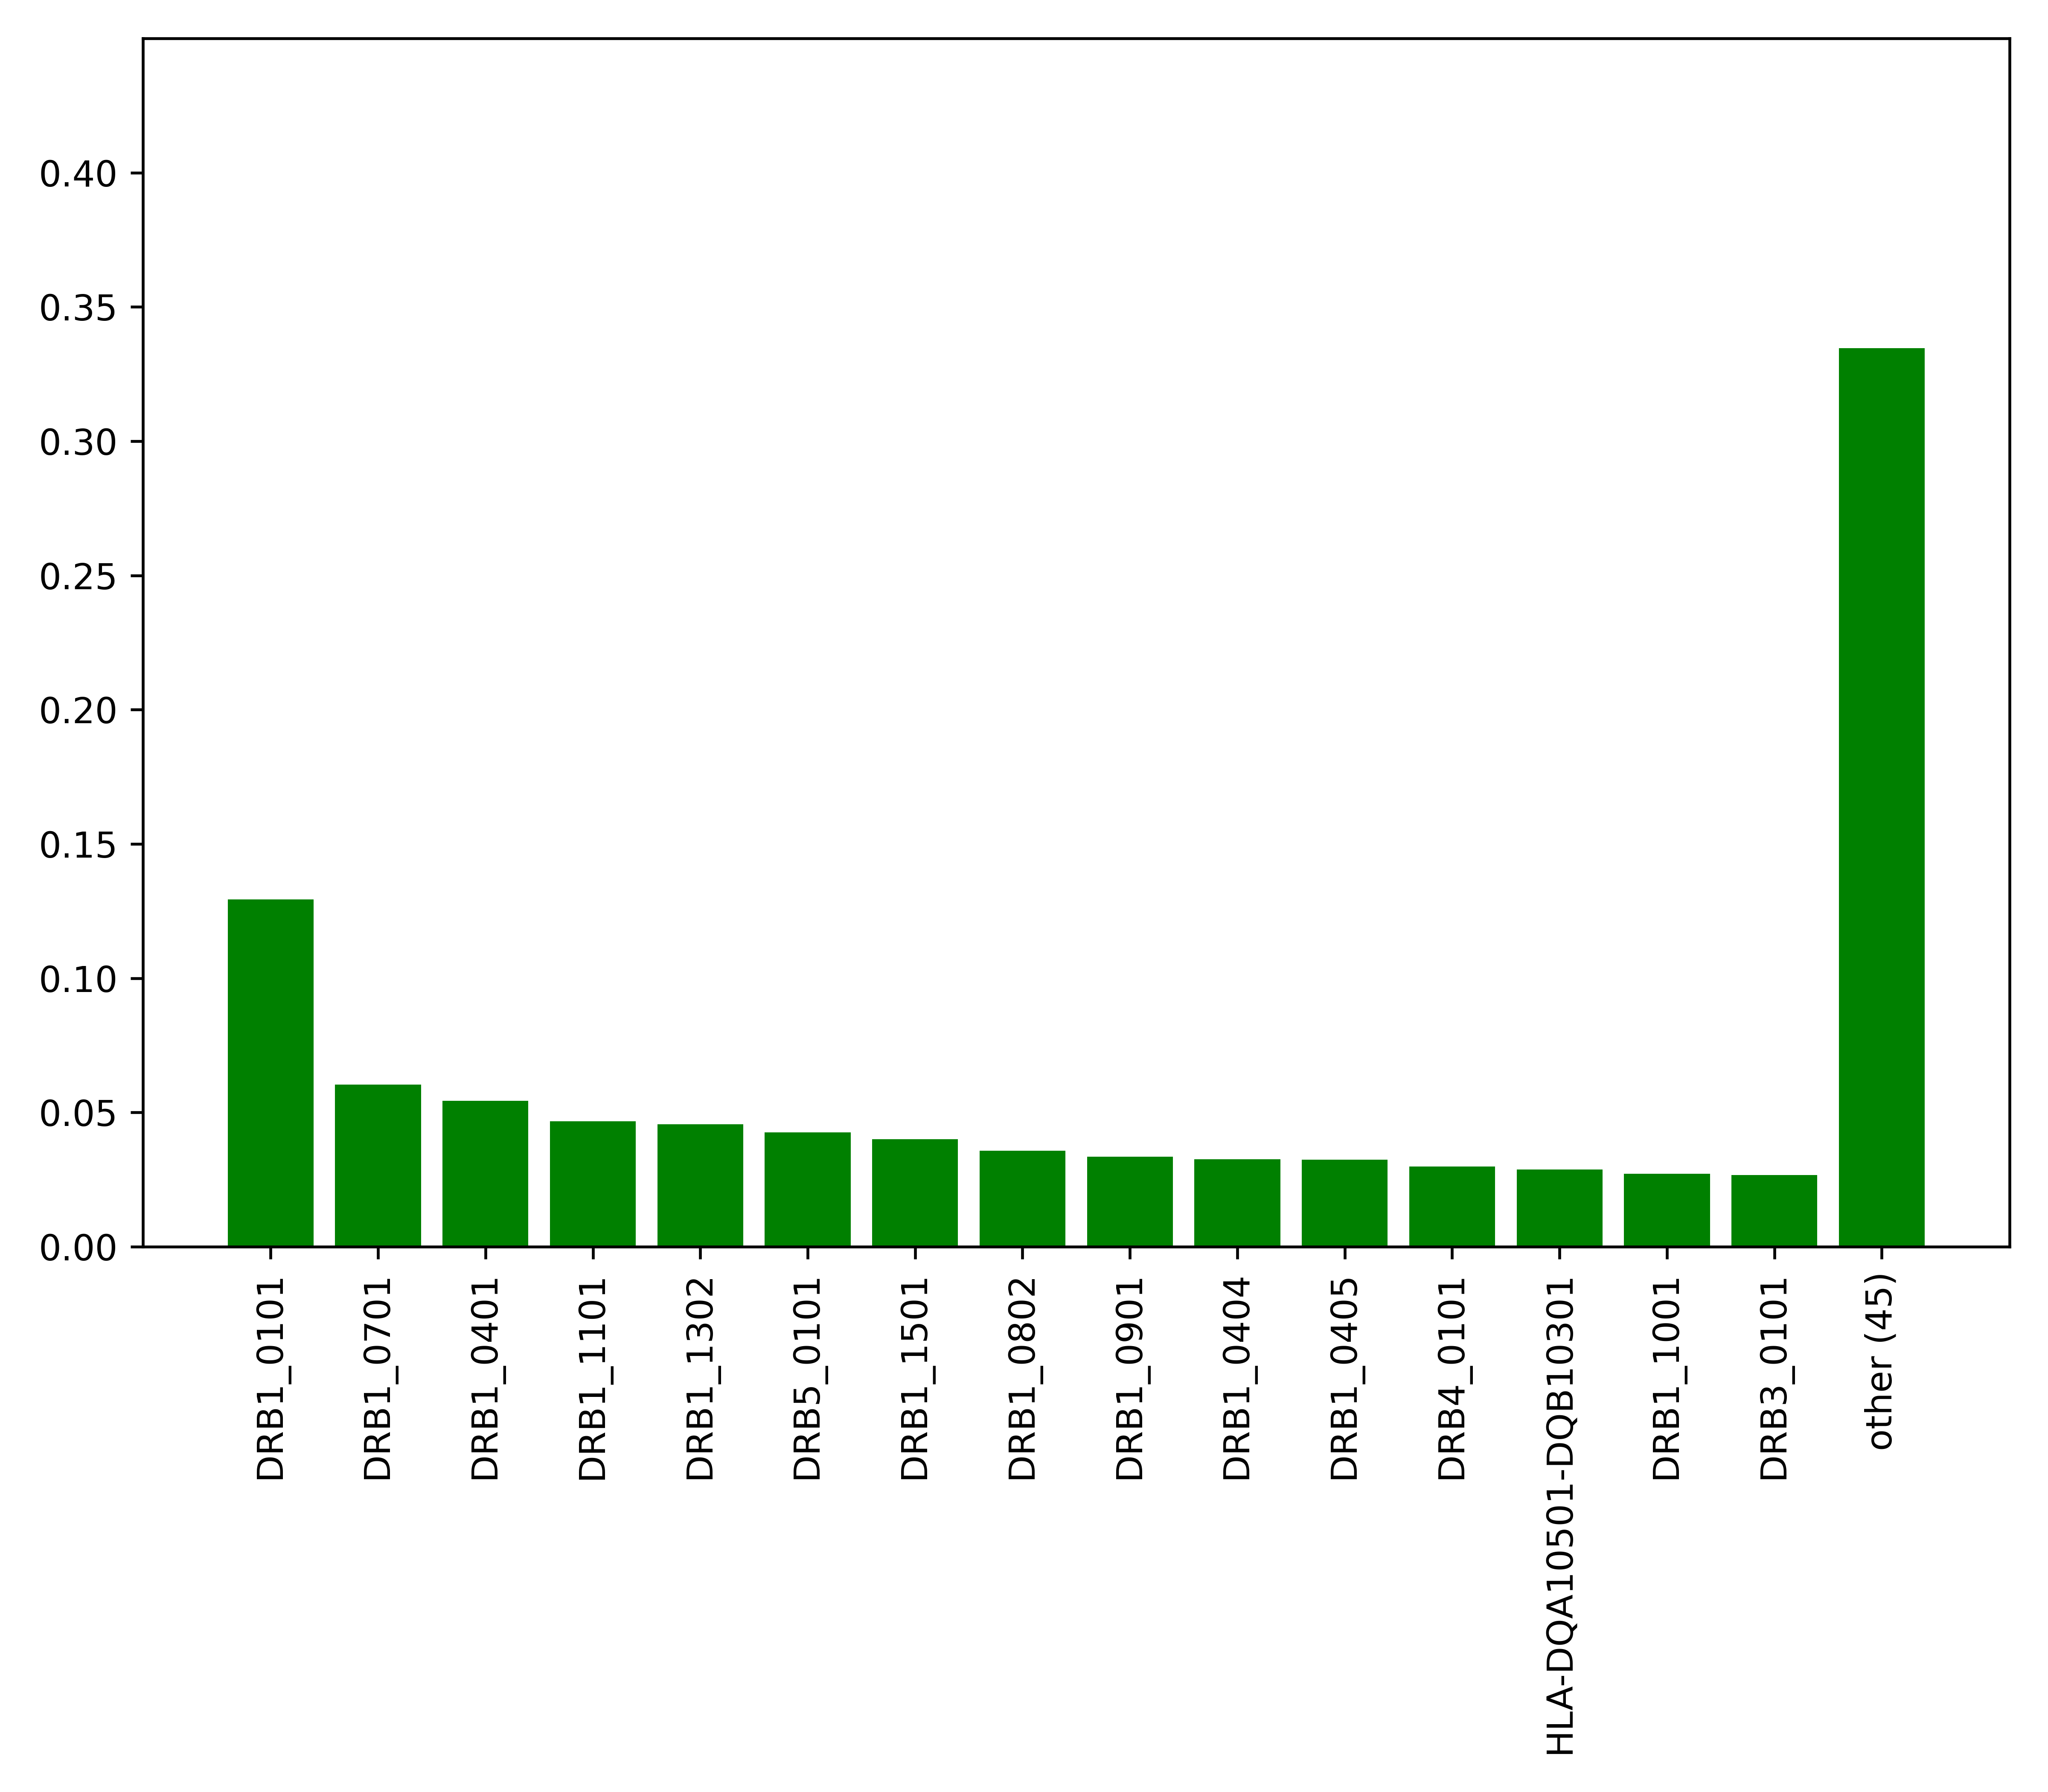 0.40
0.35
0.30
0.25
0.20
0.15
0.10
0.05
0.00
DRB1_0101
DRB1_0701
DRB1_0401
DRB1_1101
DRB1_1302
DRB5_0101
DRB1_1501
DRB1_0802
DRB1_0901
DRB1_0404
DRB1_0405
DRB4_0101
HLA-DQA10501-DQB10301
DRB1_1001
DRB3_0101
other (45)